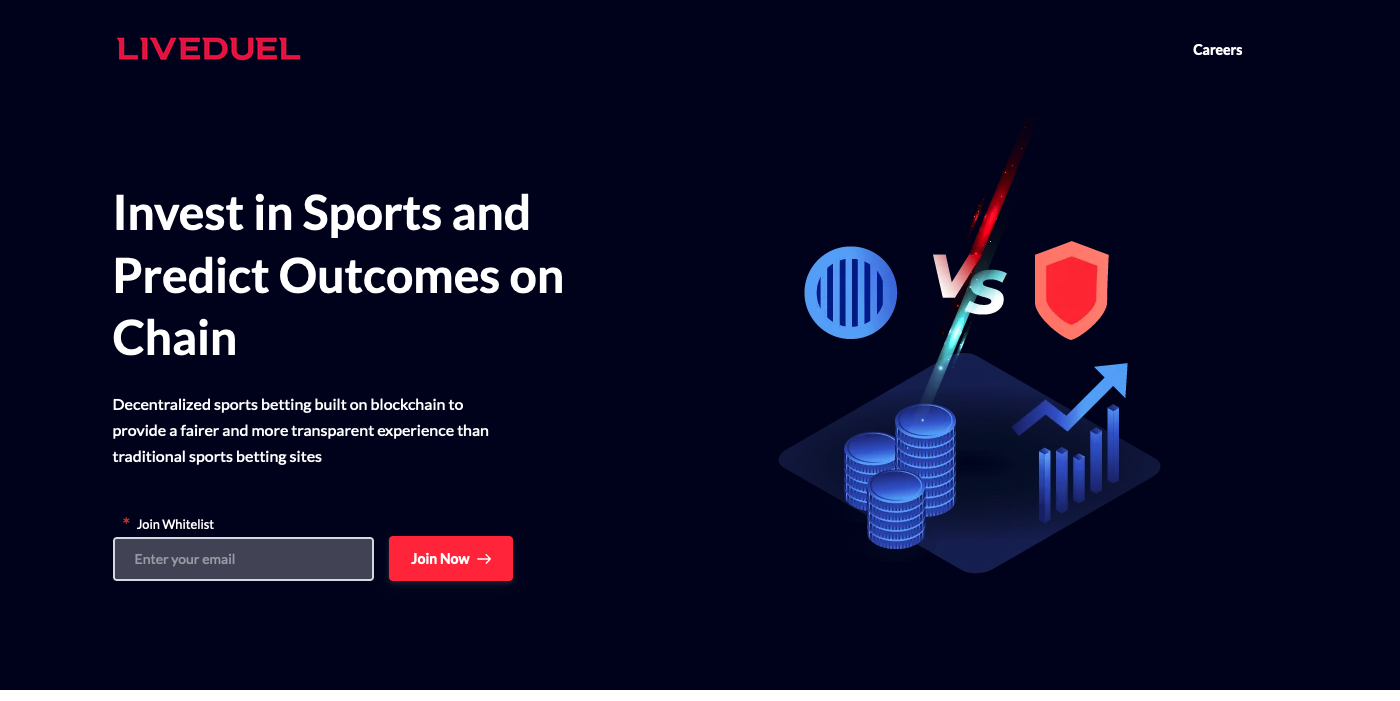 LIVEDUEL
Careers
Invest in Sports and
Predict Outcomes on
Chain
Decentralized sports betting built on blockchain to
provide a fairer and more transparent experience than
traditional sports betting sites
VS
* Join Whitelist
Enter your email
Join Now →